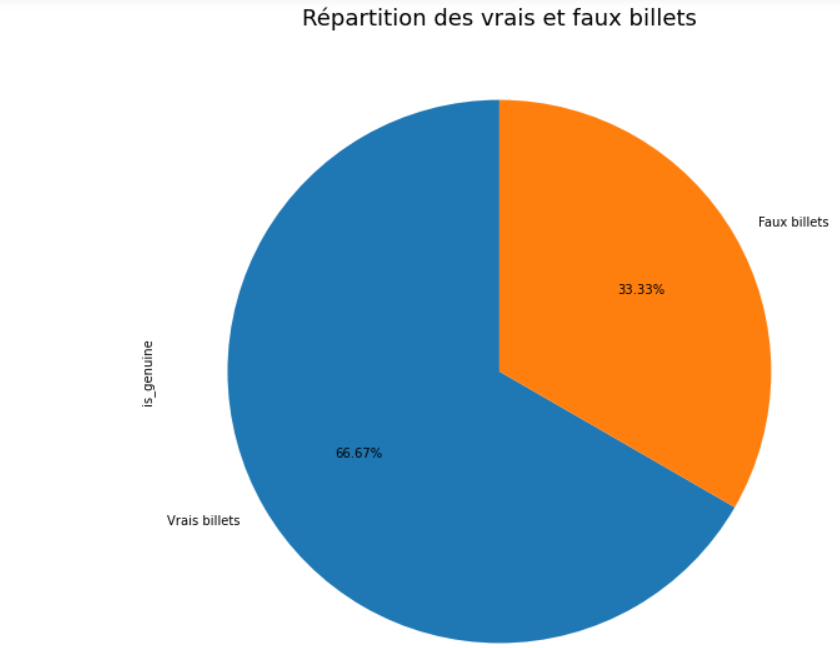 Répartition des vrais et faux billets
Faux billets
33.33%
is_genuine
66.67%
Vrais billets